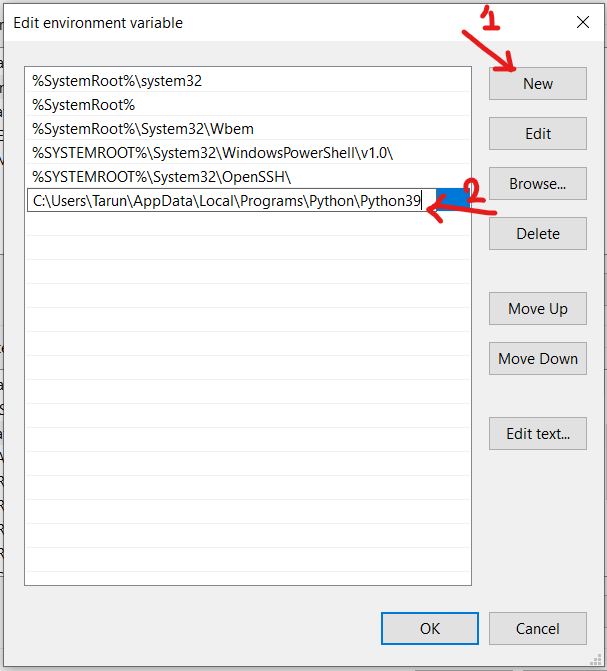 Edit environment variable
1
%SystemRoot%\system32
New
%SystemRoot%
%SystemRoot%\System32\Wbem
Edit
%SYSTEMROOT%\System32\WindowsPowerShell\v1.0\
%SYSTEMROOT%\System32\OpenSSH\
Browse...
C:\Users\Tarun\AppData\Local\Programs\Python\Python39
2
Delete
Move Up
Move Down
Edit text...
OK
Cancel